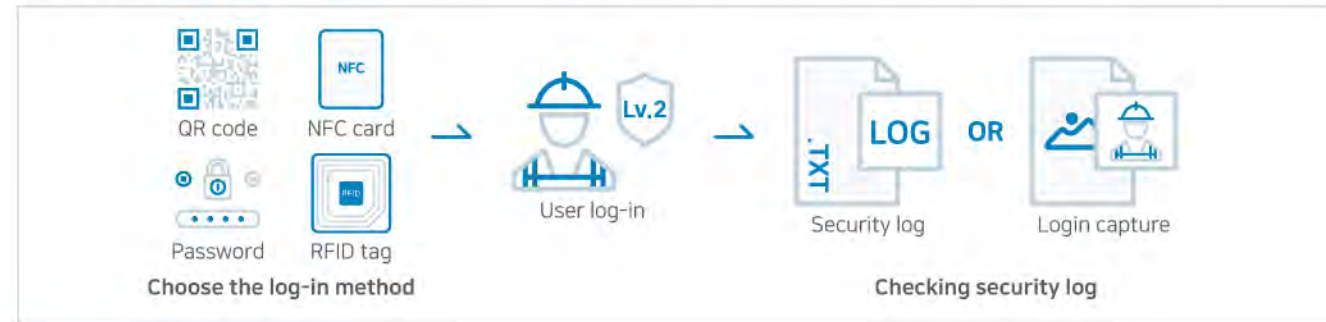 NFC
QR code
NFC card
RFID
Password
RFID tag
Choose the log-in method
Lv.2
User log-in
.TXT
LOG
Security log
OR
Login capture
Checking security log